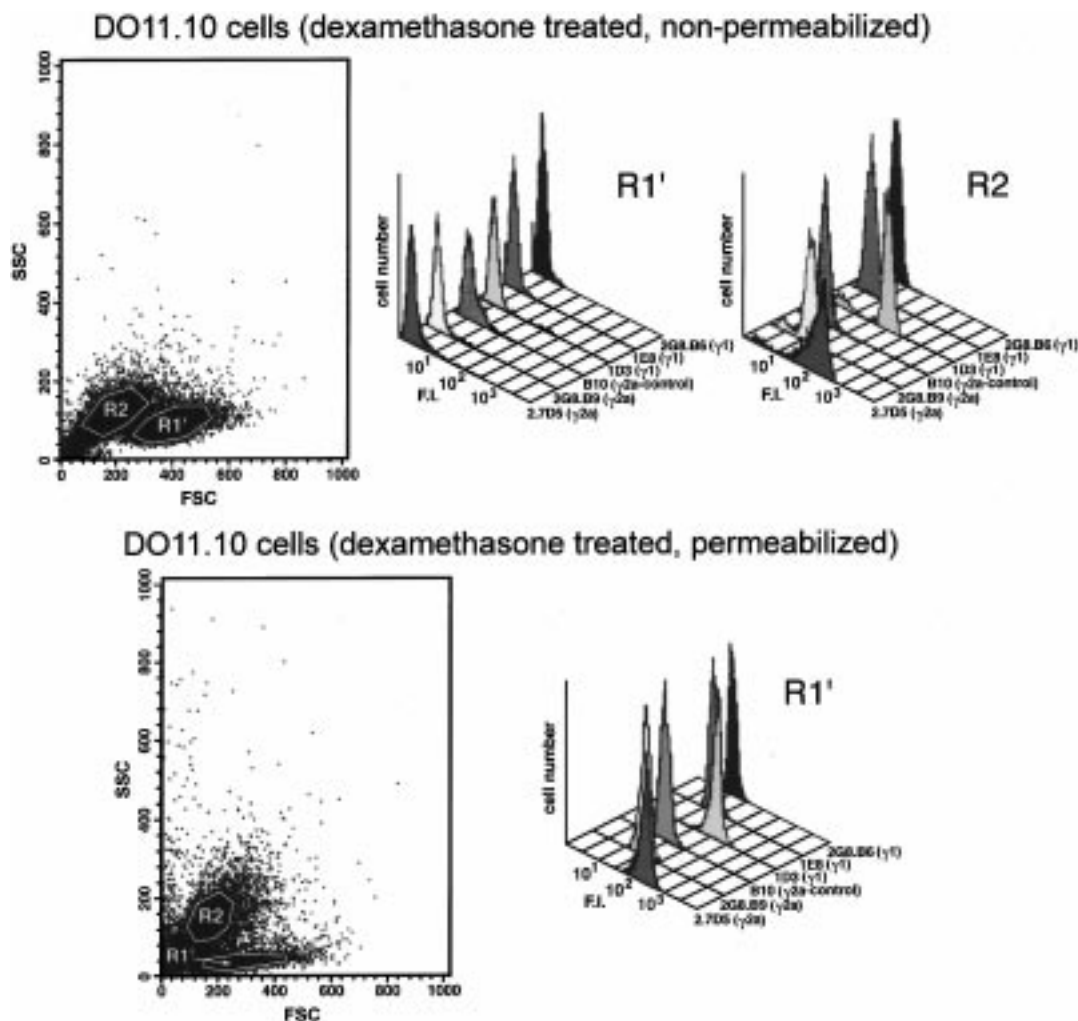 DO11.10 cells (dexamethasone treated, non-permeabilized)
1000
800
600
400
200
0
SSC
R2
R1'
0 200 400 600 800 1000
FSC
R1'
cell number
10¹
10²
10³
F.I.
2G8.B6 (γ1)
1E8 (γ1)
1D3 (γ1)
B10 (γ2a-control)
2G8.B9 (γ2a)
2.7D5 (γ2a)
R2
cell number
10¹
10²
10³
F.I.
2G8.B6 (γ1)
1E8 (γ1)
1D3 (γ1)
B10 (γ2a-control)
2G8.B9 (γ2a)
2.7D5 (γ2a)
DO11.10 cells (dexamethasone treated, permeabilized)
1000
800
600
400
200
0
SSC
R2
R1
0 200 400 600 800 1000
FSC
R1'
cell number
10¹
10²
10³
F.I.
2G8.B6 (γ1)
1E8 (γ1)
1D3 (γ1)
B10 (γ2a-control)
2G8.B9 (γ2a)
2.7D5 (γ2a)